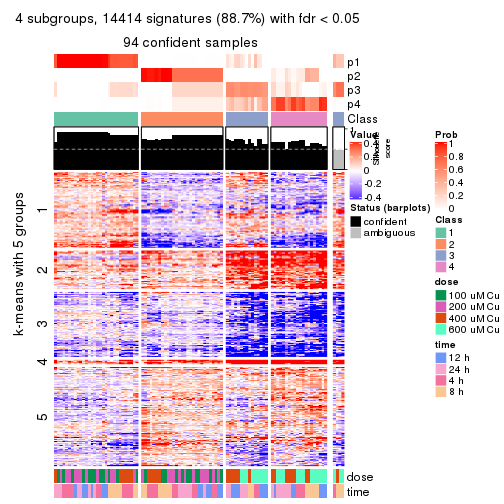 4 subgroups, 14414 signatures (88.7%) with fdr < 0.05
94 confident samples
p1
p2
p3
p4
Class
1
Silhouette
score
k-means with 5 groups
1
2
3
4
5
dose
time
Value
0.4
0.2
0
-0.2
-0.4
Status (barplots)
confident
ambiguous
Prob
1
0.8
0.6
0.4
0.2
0
Class
1
2
3
4
dose
100 uM Cu
200 uM Cu
400 uM Cu
600 uM Cu
time
12 h
24 h
4 h
8 h